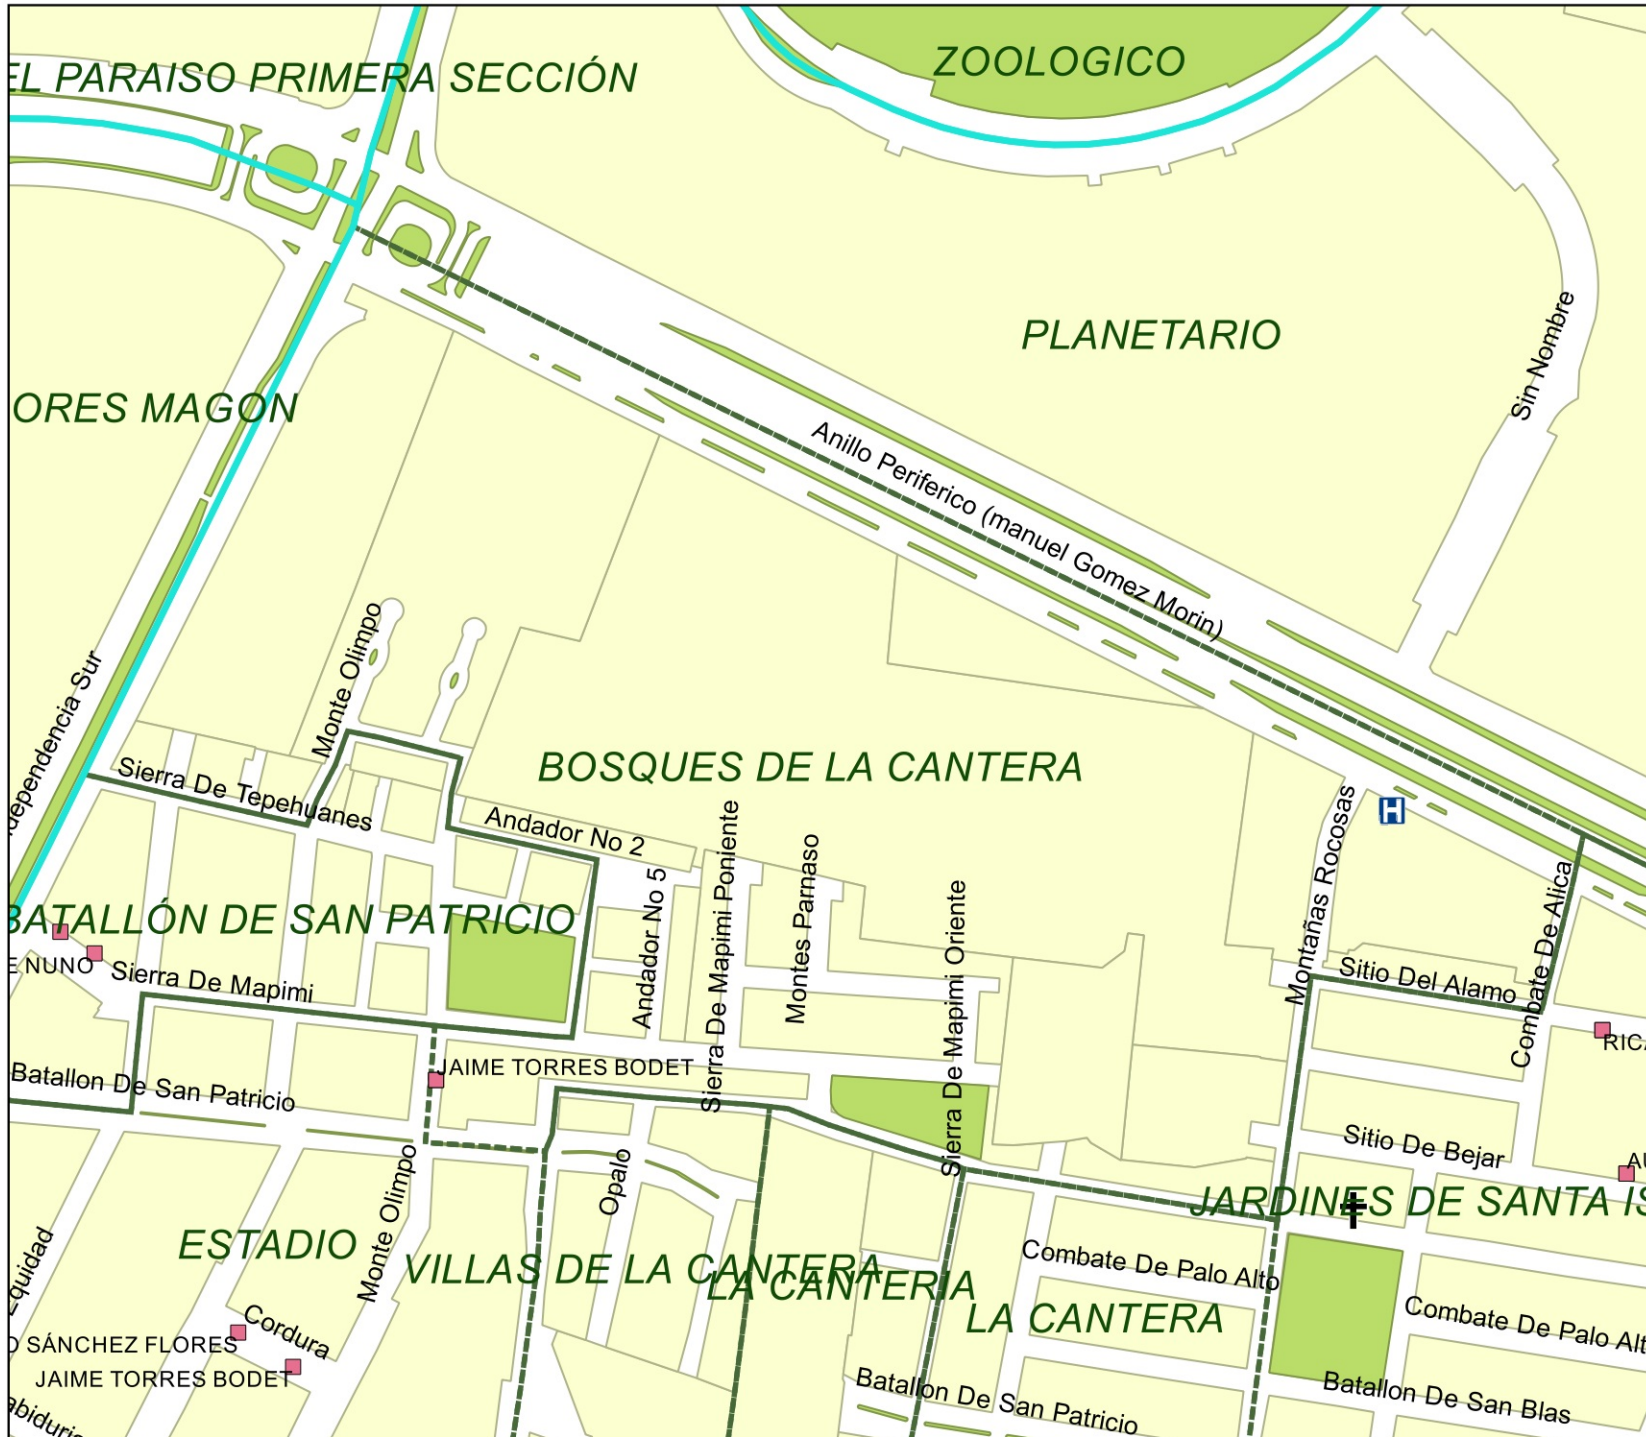 EL PARAISO PRIMERA SECCIÓN
ZOOLOGICO
PLANETARIO
Sin Nombre
ORES MAGON
Anillo Periferico (manuel Gomez Morin)
dependencia Sur
Monte Olimpo
BOSQUES DE LA CANTERA
Sierra De Tepehuanes
Andador No 2
H
Montañas Rocosas
Sierra De Mapimi Poniente
Montes Parnaso
Andador No 5
Sierra De Mapimi Oriente
Combate De Alica
BATALLÓN DE SAN PATRICIO
E NUNO
Sierra De Mapimi
Sitio Del Alamo
RICA
JAIME TORRES BODET
Batallon De San Patricio
Sitio De Bejar
AU
Opalo
Monte Olimpo
JARDINES DE SANTA IS
ESTADIO
Equidad
VILLAS DE LA CANTERA
LA CANTERIA
Combate De Palo Alto
LA CANTERA
Combate De Palo Alt
Cordura
O SÁNCHEZ FLORES
JAIME TORRES BODET
Batallon De San Patricio
Batallon De San Blas
abiduria